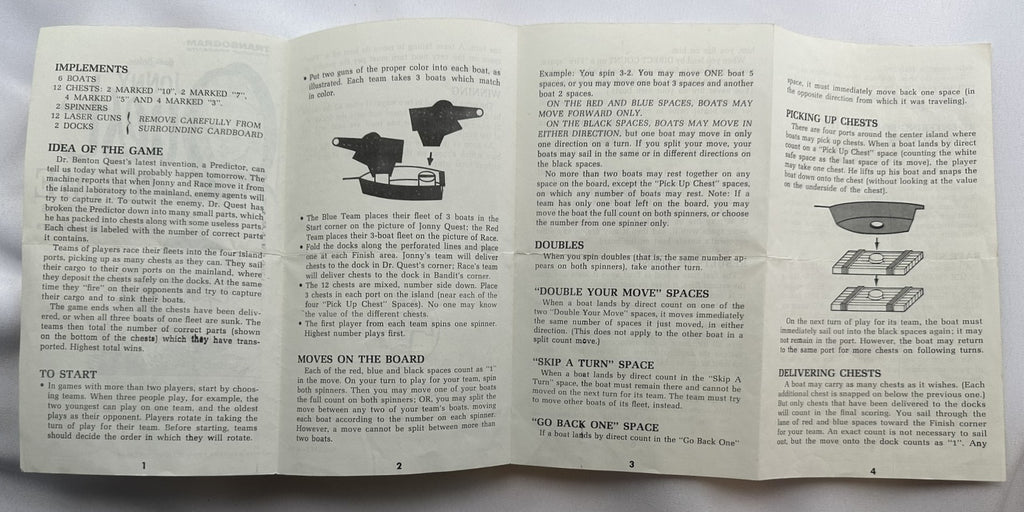 IMPLEMENTS
6 BOATS
12 CHESTS: 2 MARKED "10", 2 MARKED "7",
4 MARKED "5" AND 4 MARKED "3".
2 SPINNERS
12 LASER GUNS { REMOVE CAREFULLY FROM
2 DOCKS { SURROUNDING CARDBOARD
IDEA OF THE GAME
Dr. Benton Quest's latest invention, a Predictor, can
tell us today what will probably happen tomorrow. The
machine reports that when Jonny and Race move it from
the island laboratory to the mainland, enemy agents will
try to capture it. To outwit the enemy, Dr. Quest has
broken the Predictor down into many small parts, which
he has packed into chests along with some useless parts.
Each chest is labeled with the number of correct parts
it contains.
Teams of players race their fleets into the four island
ports, picking up as many chests as they can. They sail
their cargo to their own ports on the mainland, where
they deposit the chests safely on the docks. At the same
time they "fire" on their opponents and try to capture
their cargo and to sink their boats.
The game ends when all the chests have been deliv-
ered, or when all three boats of one fleet are sunk. The
teams then total the number of correct parts (shown
on the bottom of the chests) which they have trans-
ported. Highest total wins.
TO START
• In games with more than two players, start by choos-
ing teams. When three people play, for example, the
two youngest can play on one team, and the oldest
plays as their opponent. Players rotate in taking the
turn of play for their team. Before starting, teams
should decide the order in which they will rotate.
1
• Put two guns of the proper color into each boat, as
illustrated. Each team takes 3 boats which match
in color.
• The Blue Team places their fleet of 3 boats in the
Start corner on the picture of Jonny Quest; the Red
Team places their 3-boat fleet on the picture of Race.
• Fold the docks along the perforated lines and place
one at each Finish area. Jonny's team will deliver
chests to the dock in Dr. Quest's corner; Race's team
will deliver chests to the dock in Bandit's corner.
• The 12 chests are mixed, number side down. Place
3 chests in each port on the island (near each of the
four "Pick Up Chest" Spaces). No one may know
the value of the different chests.
• The first player from each team spins one spinner.
Highest number plays first.
MOVES ON THE BOARD
Each of the red, blue and black spaces count as "1"
in the move. On your turn to play for your team, spin
both spinners. Then you may move one of your boats
the full count on both spinners; OR, you may split the
move between any two of your team's boats, moving
each boat according to the number on each spinner.
However, a move cannot be split between more than
two boats.
2
Example: You spin 3-2. You may move ONE boat 5
spaces, or you may move one boat 3 spaces and another
boat 2 spaces.
ON THE RED AND BLUE SPACES, BOATS MAY
MOVE FORWARD ONLY.
ON THE BLACK SPACES, BOATS MAY MOVE IN
EITHER DIRECTION, but one boat may move in only
one direction on a turn. If you split your move, your
boats may sail in the same or in different directions on
the black spaces.
No more than two boats may rest together on any
space on the board, except the "Pick Up Chest" spaces,
on which any number of boats may rest. Note: If a
team has only one boat left on the board, you may
move the boat the full count on both spinners, or choose
the number from one spinner only.
DOUBLES
When you spin doubles (that is, the same number ap-
pears on both spinners), take another turn.
"DOUBLE YOUR MOVE" SPACES
When a boat lands by direct count on one of the
two "Double Your Move" spaces, it moves immediately
the same number of spaces it just moved, in either
direction. (This does not apply to the other boat in a
split count move.)
"SKIP A TURN" SPACE
When a boat lands by direct count in the "Skip A
Turn" space, the boat must remain there and cannot be
moved on the next turn for its team. The team must try
to move other boats of its fleet, instead.
"GO BACK ONE" SPACE
If a boat lands by direct count in the "Go Back One"
3
space, it must immediately move back one space (in
the opposite direction from which it was traveling).
PICKING UP CHESTS
There are four ports around the center island where
boats may pick up chests. When a boat lands by direct
count on a "Pick Up Chest" space (counting the white
safe space as the last space of its move), the player
may take one chest. He lifts up his boat and snaps the
boat down onto the chest (without looking at the value
on the underside of the chest).
On the next turn of play for its team, the boat must
immediately sail out into the black spaces again; it may
not remain in the port. However, the boat may return
to the same port for more chests on following turns.
DELIVERING CHESTS
A boat may carry as many chests as it wishes. (Each
additional chest is snapped on below the previous one.)
But only chests that have been delivered to the docks
will count in the final scoring. You sail through the
lane of red and blue spaces toward the Finish corner
for your team. An exact count is not necessary to sail
out, but the move onto the dock counts as "1". Any
4